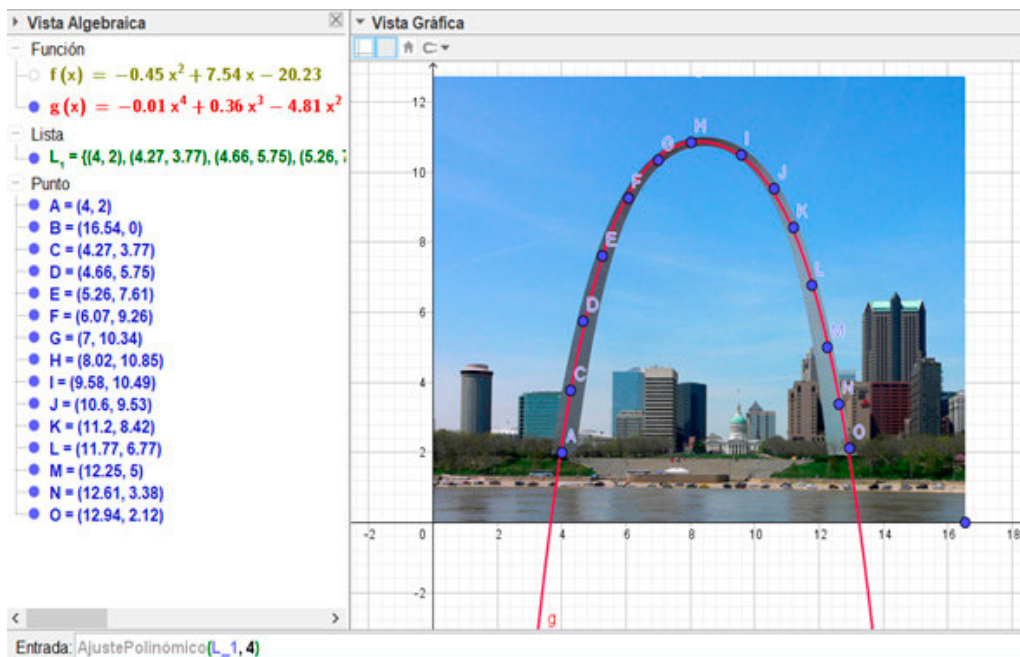 Vista Algebraica
Función
f(x) = −0.45 x² + 7.54 x − 20.23
g(x) = −0.01 x⁴ + 0.36 x³ − 4.81 x²
Lista
L₁ = {(4, 2), (4.27, 3.77), (4.66, 5.75), (5.26,
Punto
A = (4, 2)
B = (16.54, 0)
C = (4.27, 3.77)
D = (4.66, 5.75)
E = (5.26, 7.61)
F = (6.07, 9.26)
G = (7, 10.34)
H = (8.02, 10.85)
I = (9.58, 10.49)
J = (10.6, 9.53)
K = (11.2, 8.42)
L = (11.77, 6.77)
M = (12.25, 5)
N = (12.61, 3.38)
O = (12.94, 2.12)
Vista Gráfica
12
10
8
6
4
2
0
-2
-2 0 2 4 6 8 10 12 14 16 18
H
G
I
F
J
K
E
L
D
M
C
N
A
O
g
Entrada: AjustePolinómico(L_1, 4)